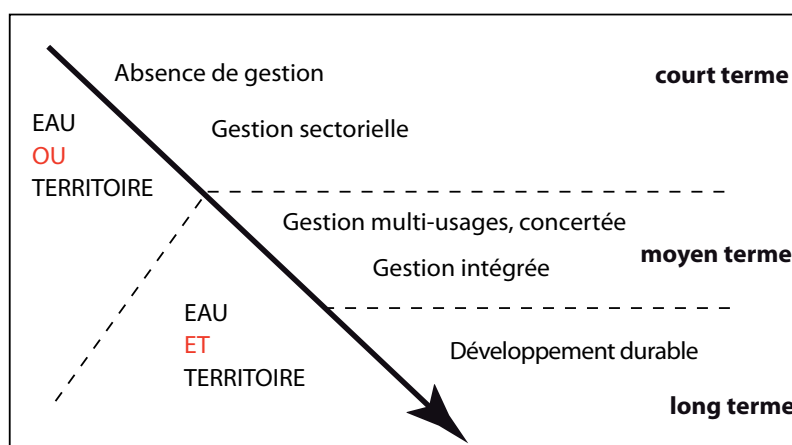 Absence de gestion
court terme
EAU
OU
TERRITOIRE
Gestion sectorielle
Gestion multi-usages, concertée
moyen terme
Gestion intégrée
EAU
ET
TERRITOIRE
Développement durable
long terme